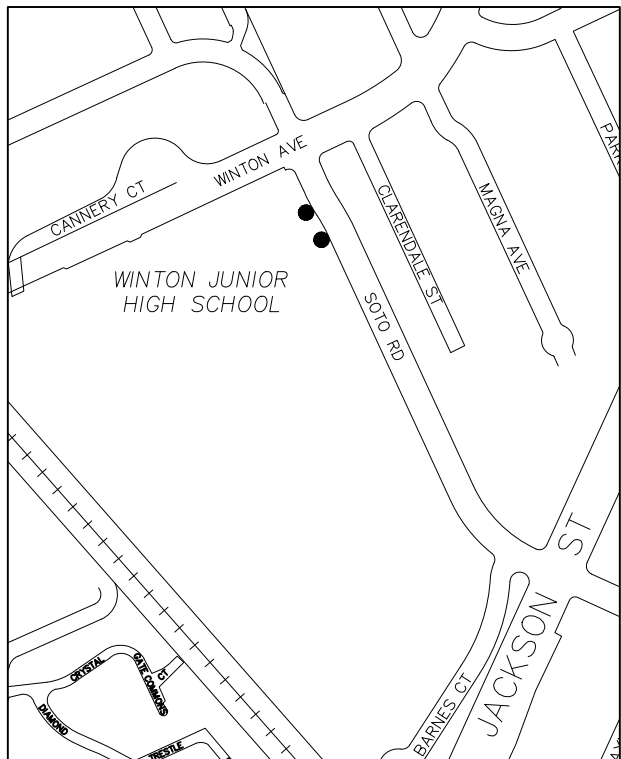 PARK
WINTON AVE
CANNERY CT
CLARENDALE ST
MAGNA AVE
WINTON JUNIOR
HIGH SCHOOL
SOTO RD
JACKSON ST
BARNES CT
CRYSTAL
GATE COMMONS
CT
DIAMOND
TRESTLE